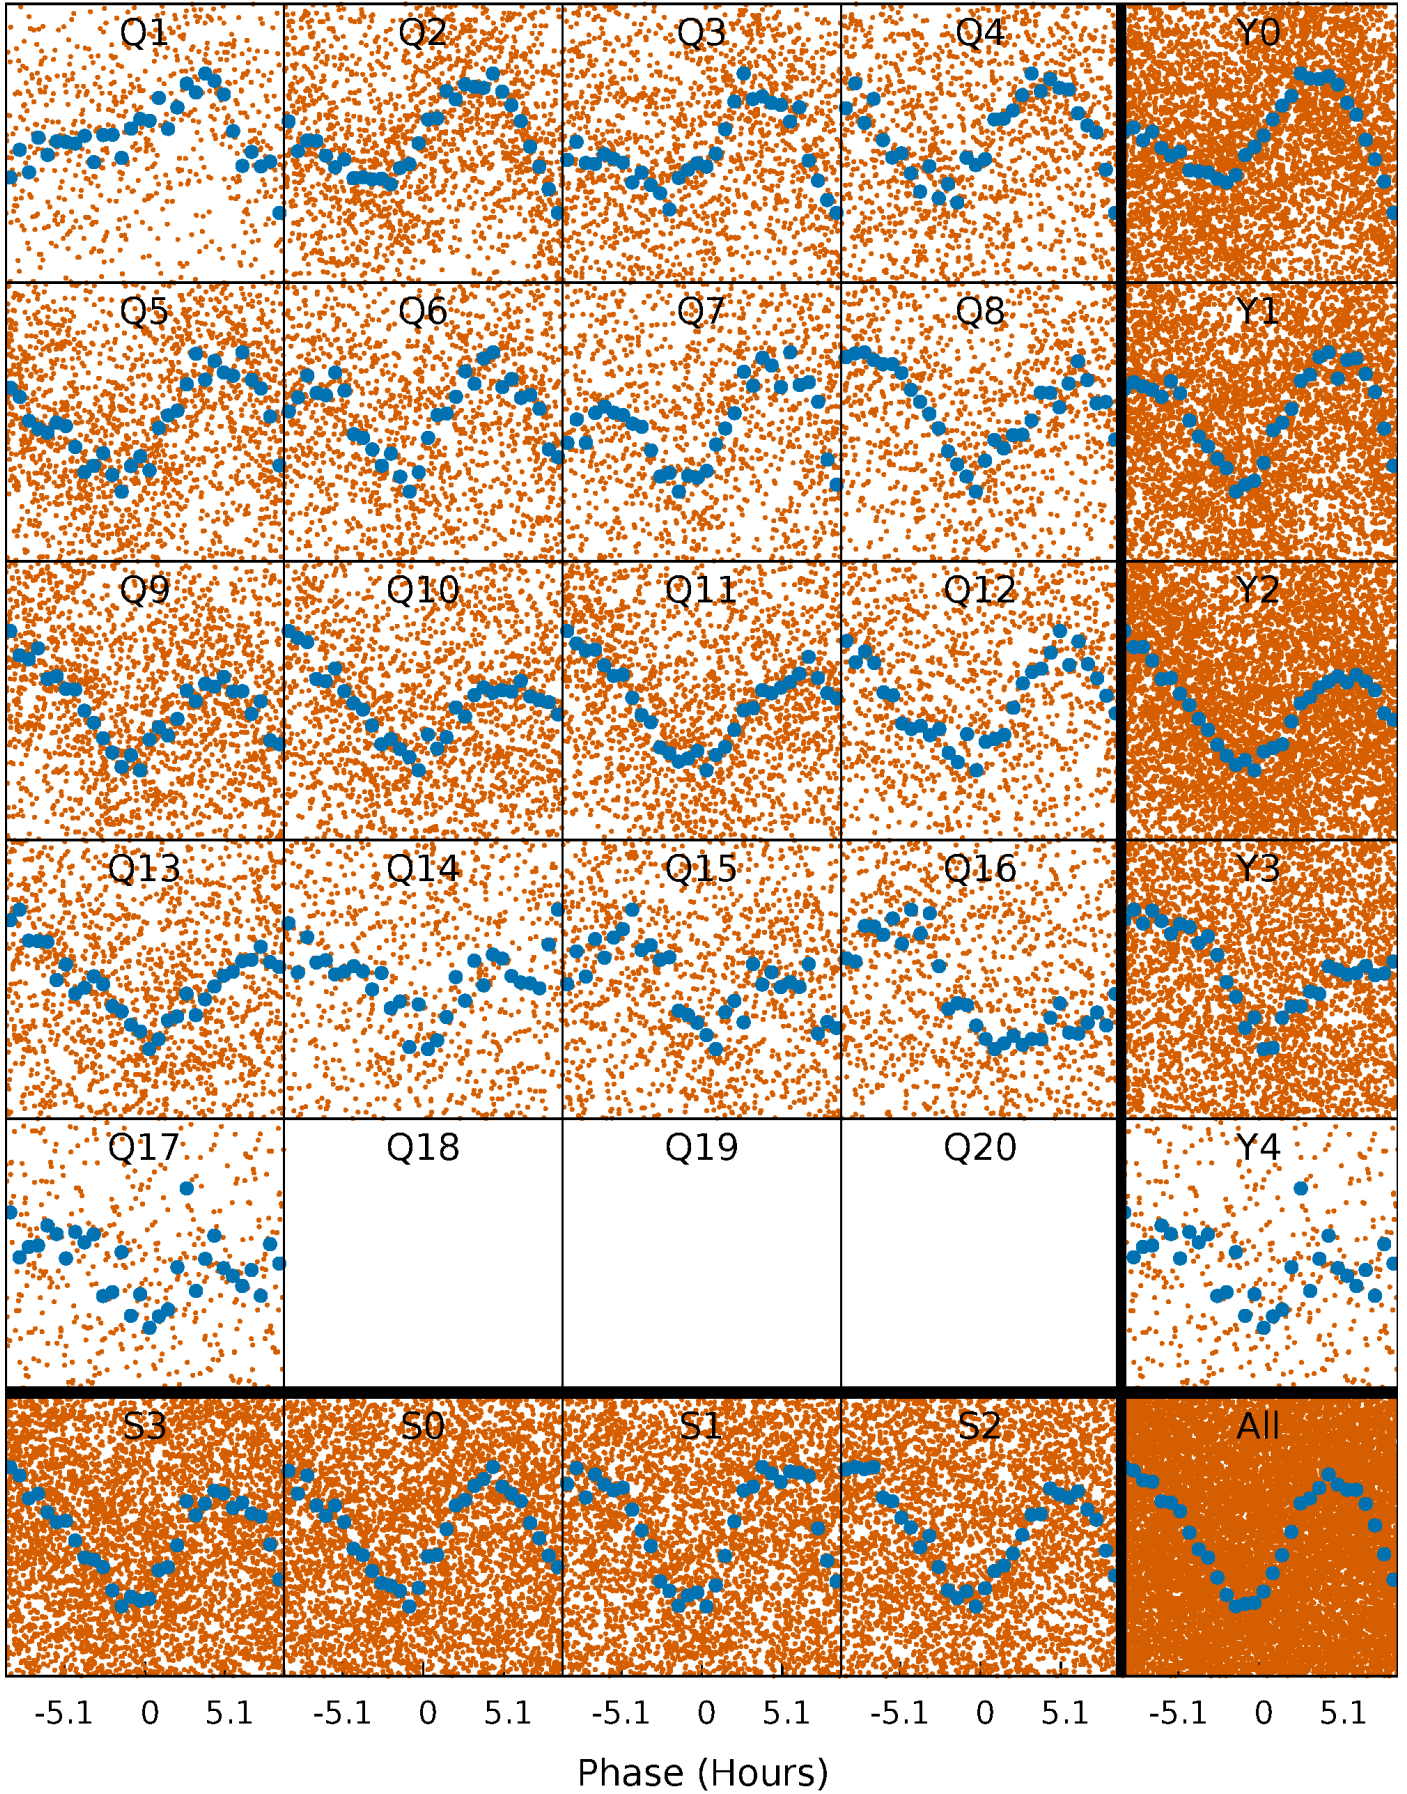 Q1 Q2 Q3 Q4 Y0
Q5 Q6 Q7 Q8 Y1
Q9 Q10 Q11 Q12 Y2
Q13 Q14 Q15 Q16 Y3
Q17 Q18 Q19 Q20 Y4
S3 S0 S1 S2 All
-5.1 0 5.1 -5.1 0 5.1 -5.1 0 5.1 -5.1 0 5.1 -5.1 0 5.1
Phase (Hours)